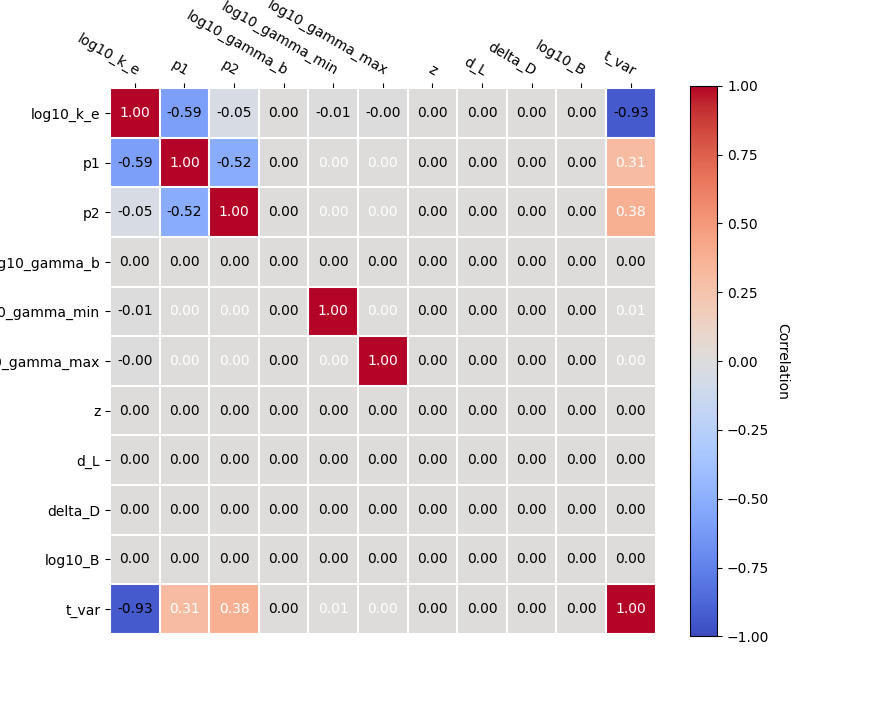 log10_k_e p1 p2 log10_gamma_b log10_gamma_min log10_gamma_max z d_L delta_D log10_B t_var
log10_k_e 1.00 -0.59 -0.05 0.00 -0.01 -0.00 0.00 0.00 0.00 0.00 -0.93
p1 -0.59 1.00 -0.52 0.00 0.00 0.00 0.00 0.00 0.00 0.00 0.31
p2 -0.05 -0.52 1.00 0.00 0.00 0.00 0.00 0.00 0.00 0.00 0.38
g10_gamma_b 0.00 0.00 0.00 0.00 0.00 0.00 0.00 0.00 0.00 0.00 0.00
0_gamma_min -0.01 0.00 0.00 0.00 1.00 0.00 0.00 0.00 0.00 0.00 0.01
_gamma_max -0.00 0.00 0.00 0.00 0.00 1.00 0.00 0.00 0.00 0.00 0.00
z 0.00 0.00 0.00 0.00 0.00 0.00 0.00 0.00 0.00 0.00 0.00
d_L 0.00 0.00 0.00 0.00 0.00 0.00 0.00 0.00 0.00 0.00 0.00
delta_D 0.00 0.00 0.00 0.00 0.00 0.00 0.00 0.00 0.00 0.00 0.00
log10_B 0.00 0.00 0.00 0.00 0.00 0.00 0.00 0.00 0.00 0.00 0.00
t_var -0.93 0.31 0.38 0.00 0.01 0.00 0.00 0.00 0.00 0.00 1.00
1.00
0.75
0.50
0.25
0.00
−0.25
−0.50
−0.75
−1.00
Correlation